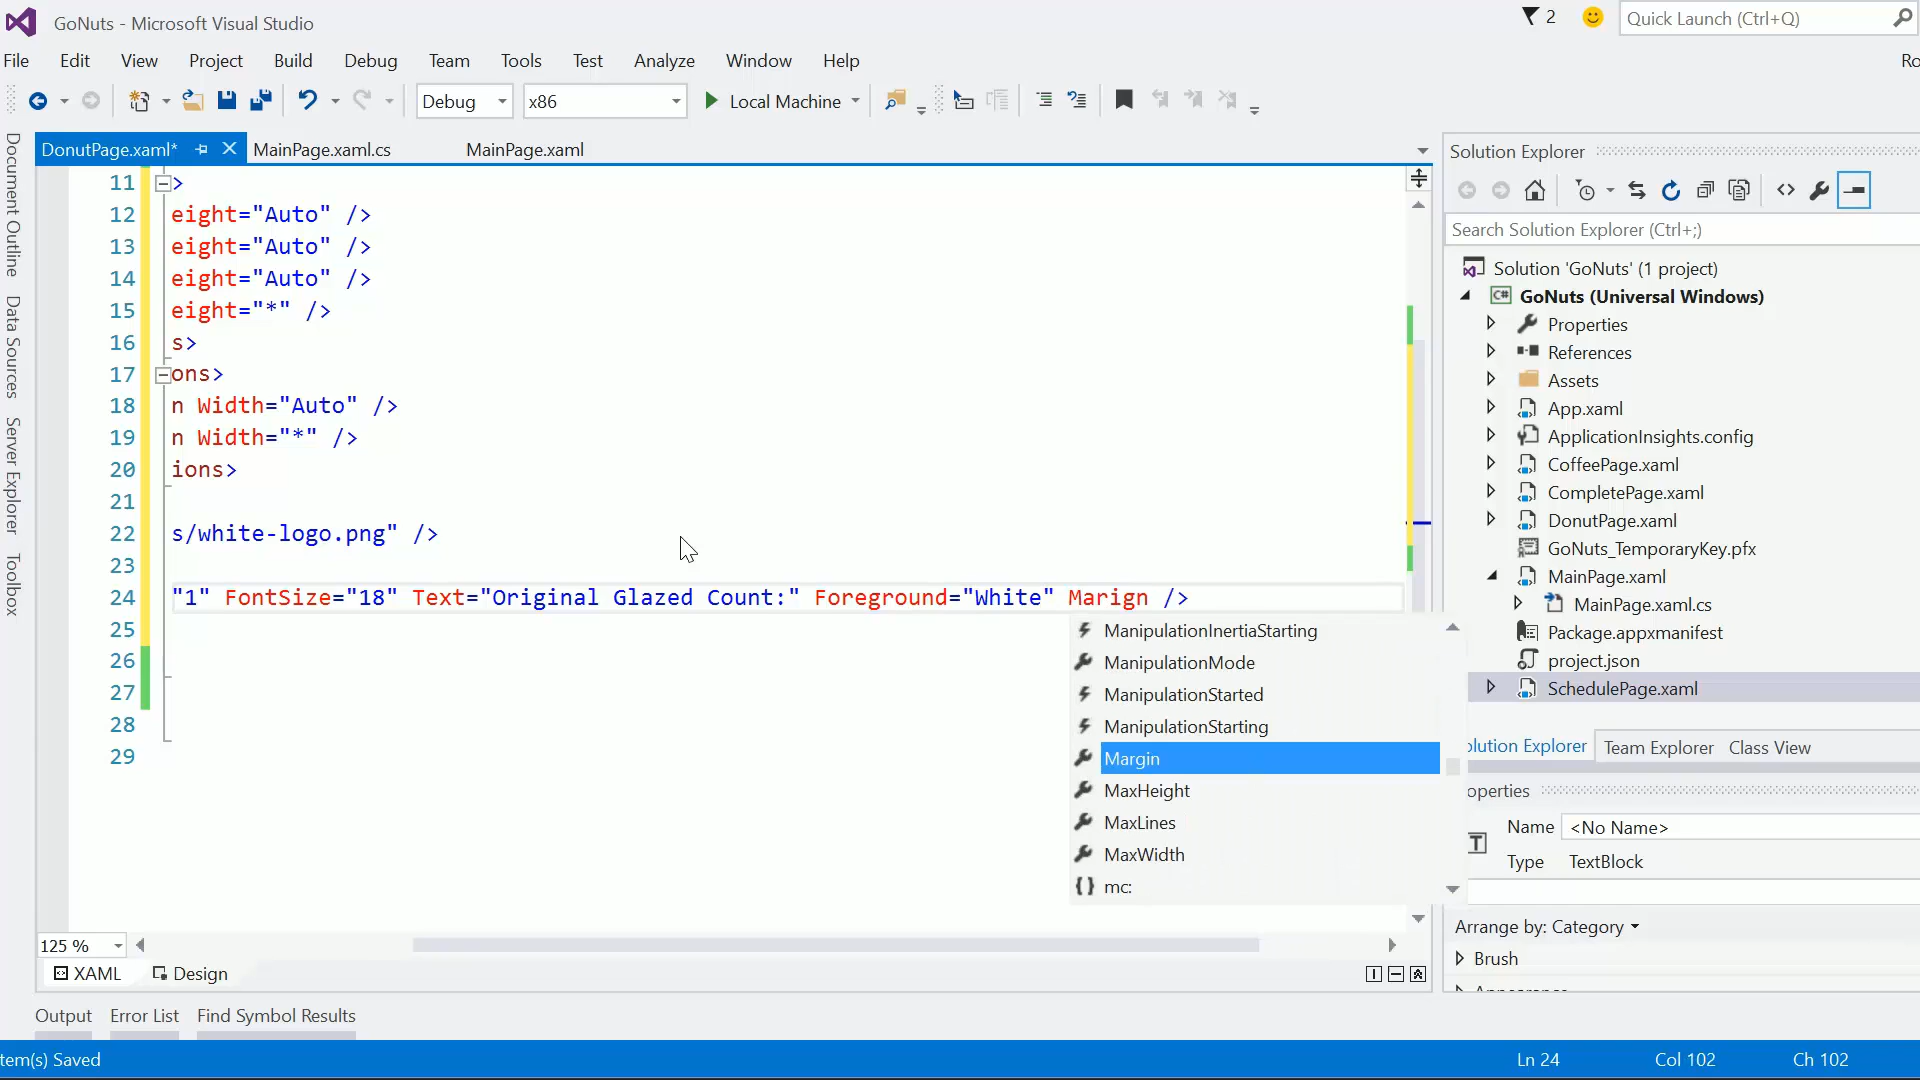 GoNuts - Microsoft Visual Studio
2
Quick Launch (Ctrl+Q)
File Edit View Project Build Debug Team Tools Test Analyze Window Help
Ro
Debug x86 Local Machine
DonutPage.xaml* MainPage.xaml.cs MainPage.xaml
Document Outline
Data Sources
Server Explorer
Toolbox
11 >
12 eight="Auto" />
13 eight="Auto" />
14 eight="Auto" />
15 eight="*" />
16 s>
17 ons>
18 n Width="Auto" />
19 n Width="*" />
20 ions>
21
22 s/white-logo.png" />
23
24 "1" FontSize="18" Text="Original Glazed Count:" Foreground="White" Marign />
25
26
27
28
29
ManipulationInertiaStarting
ManipulationMode
ManipulationStarted
ManipulationStarting
Margin
MaxHeight
MaxLines
MaxWidth
{} mc:
125 %
XAML Design
Output Error List Find Symbol Results
tem(s) Saved
Ln 24 Col 102 Ch 102
Solution Explorer
Search Solution Explorer (Ctrl+;)
Solution 'GoNuts' (1 project)
C# GoNuts (Universal Windows)
Properties
References
Assets
App.xaml
ApplicationInsights.config
CoffeePage.xaml
CompletePage.xaml
DonutPage.xaml
GoNuts_TemporaryKey.pfx
MainPage.xaml
MainPage.xaml.cs
Package.appxmanifest
project.json
SchedulePage.xaml
olution Explorer Team Explorer Class View
operties
Name <No Name>
Type TextBlock
Arrange by: Category
Brush